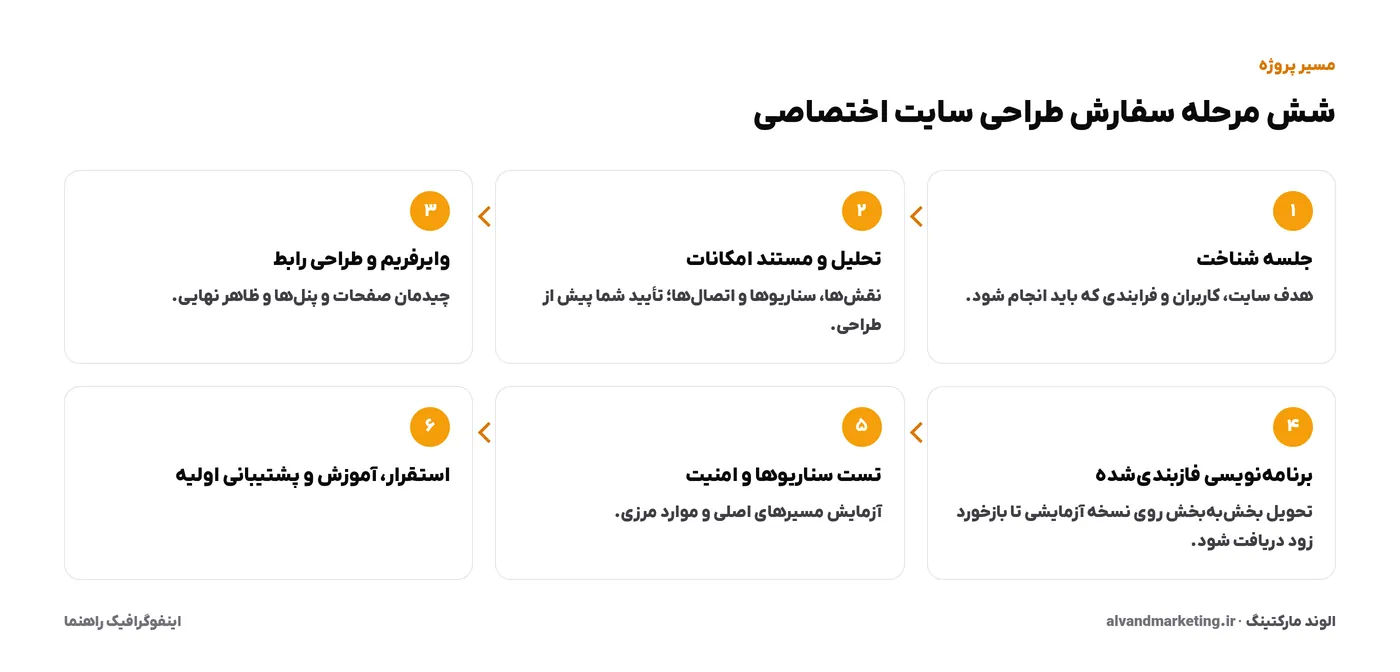 مسیر پروژه
شش مرحله سفارش طراحی سایت اختصاصی
۱
جلسه شناخت
هدف سایت، کاربران و فرایندی که باید انجام شود.
۲
تحلیل و مستند امکانات
نقش‌ها، سناریوها و اتصال‌ها؛ تأیید شما پیش از
طراحی.
۳
وایرفریم و طراحی رابط
چیدمان صفحات و پنل‌ها و ظاهر نهایی.
۴
برنامه‌نویسی فازبندی‌شده
تحویل بخش‌به‌بخش روی نسخه آزمایشی تا بازخورد
زود دریافت شود.
۵
تست سناریوها و امنیت
آزمایش مسیرهای اصلی و موارد مرزی.
۶
استقرار، آموزش و پشتیبانی اولیه
الوند مارکتینگ · alvandmarketing.ir
اینفوگرافیک راهنما